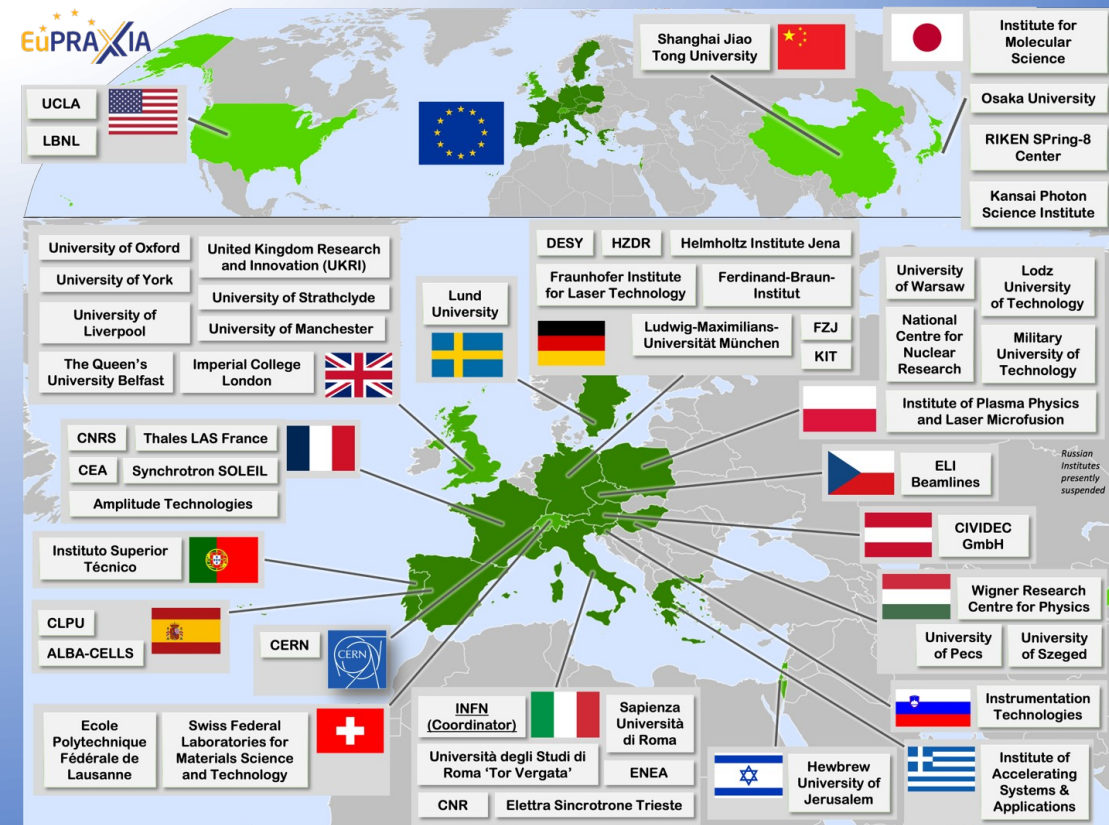 EuPRAXIA
UCLA
LBNL
Shanghai Jiao
Tong University
Institute for
Molecular
Science
Osaka University
RIKEN SPring-8
Center
Kansai Photon
Science Institute
University of Oxford
United Kingdom Research
and Innovation (UKRI)
University of York
University of Strathclyde
University of
Liverpool
University of Manchester
The Queen's
University Belfast
Imperial College
London
Lund
University
DESY
HZDR
Helmholtz Institute Jena
Fraunhofer Institute
for Laser Technology
Ferdinand-Braun-
Institut
Ludwig-Maximilians-
Universität München
FZJ
KIT
University
of Warsaw
Lodz
University
of Technology
National
Centre for
Nuclear
Research
Military
University of
Technology
Institute of Plasma Physics
and Laser Microfusion
CNRS
Thales LAS France
CEA
Synchrotron SOLEIL
Amplitude Technologies
ELI
Beamlines
Russian
Institutes
presently
suspended
CIVIDEC
GmbH
Instituto Superior
Técnico
Wigner Research
Centre for Physics
University
of Pecs
University
of Szeged
CLPU
ALBA-CELLS
CERN
CERN
Instrumentation
Technologies
Ecole
Polytechnique
Fédérale de
Lausanne
Swiss Federal
Laboratories for
Materials Science
and Technology
INFN
(Coordinator)
Sapienza
Università
di Roma
Università degli Studi di
Roma 'Tor Vergata'
ENEA
CNR
Elettra Sincrotrone Trieste
Hewbrew
University of
Jerusalem
Institute of
Accelerating
Systems &
Applications